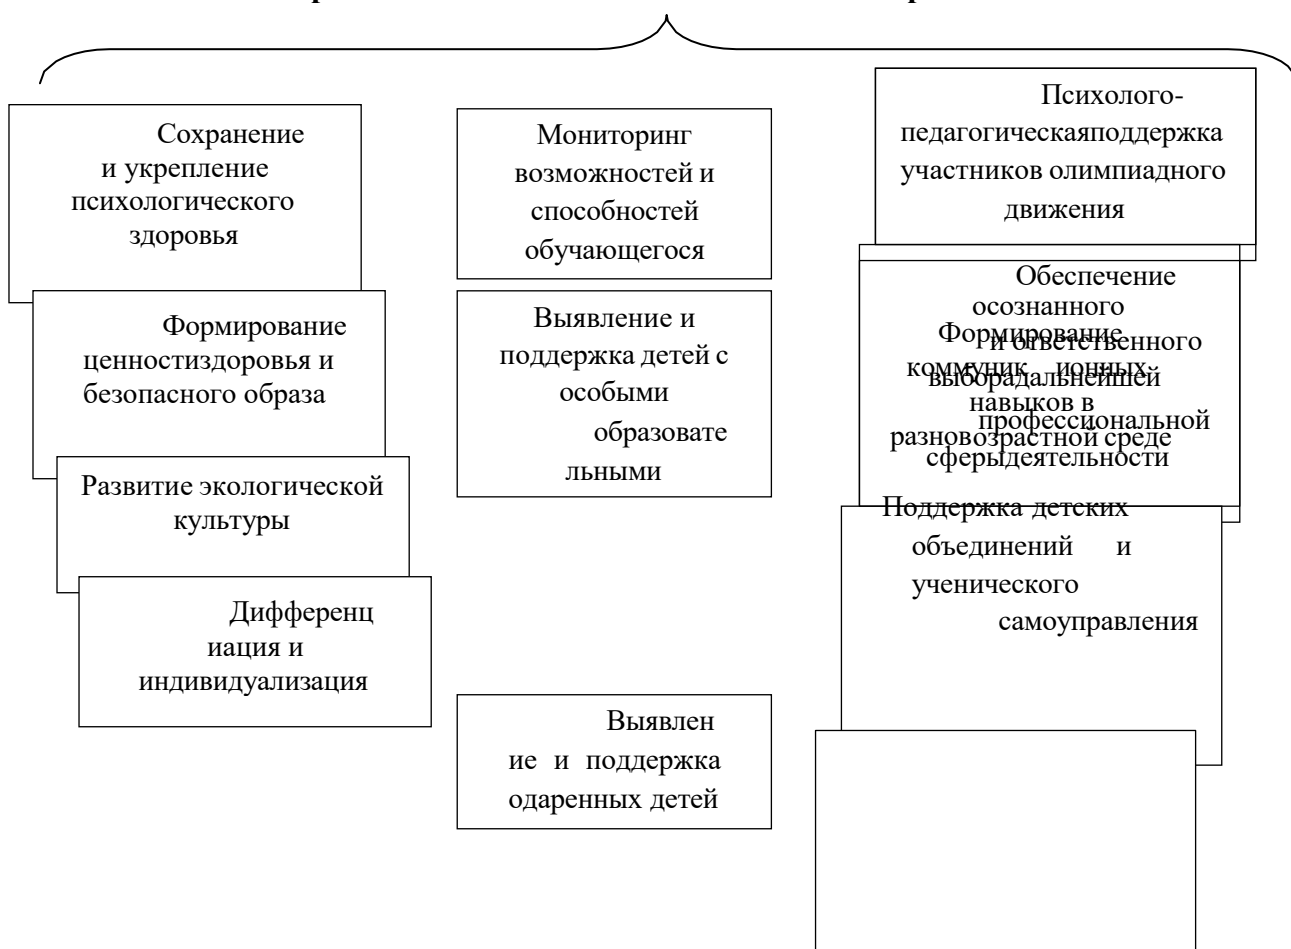 Сохранение
и укрепление
психологического
здоровья
Формирование
ценностиздоровья и
безопасного образа
Развитие экологической
культуры
Дифференц
иация и
индивидуализация
Мониторинг
возможностей и
способностей
обучающегося
Выявление и
поддержка детей с
особыми
образовате
льными
Выявлен
ие и поддержка
одаренных детей
Психолого-
педагогическаяподдержка
участников олимпиадного
движения
Обеспечение
осознанного
и ответственного
выборадальнейшей
профессиональной
сферыдеятельности
Формирование
коммуник ионных
навыков в
разновозрастной среде
Поддержка детских
объединений и
ученического
самоуправления